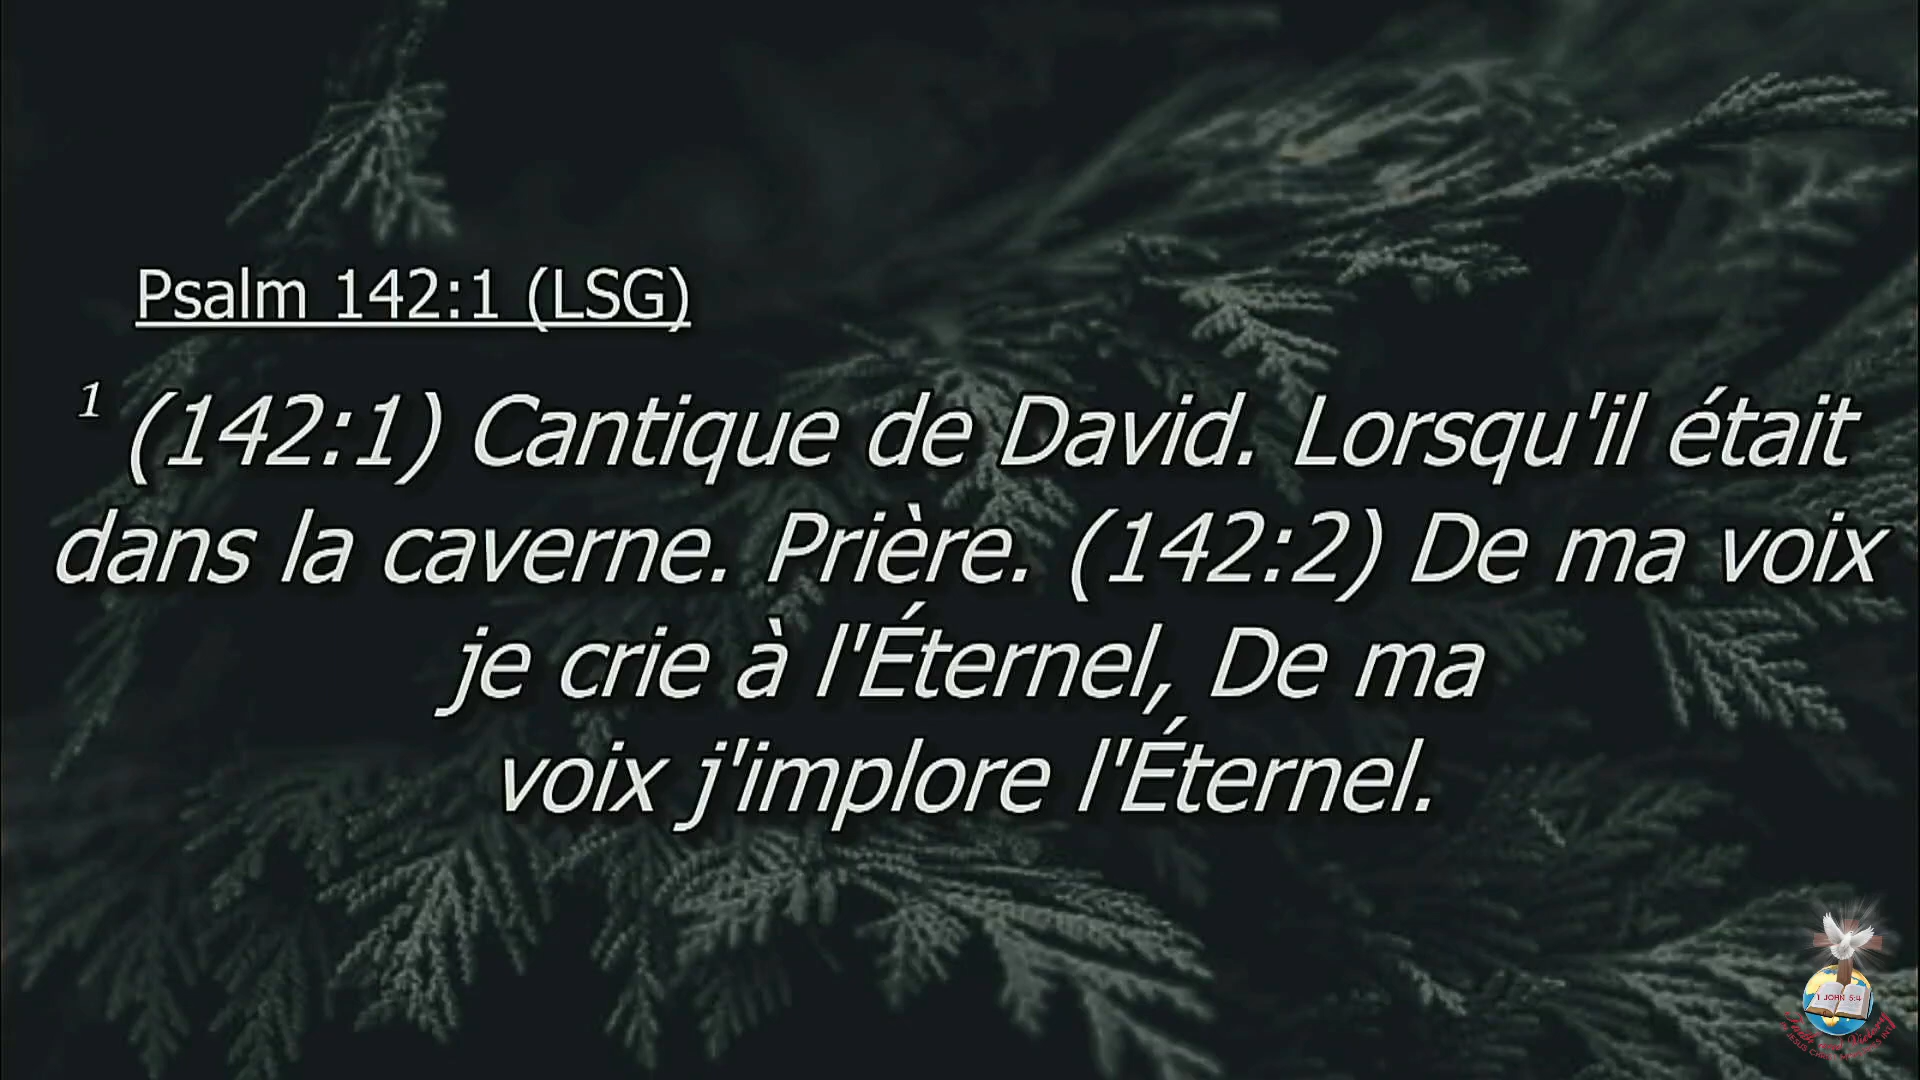 Psalm 142:1 (LSG)
1 (142:1) Cantique de David. Lorsqu'il était
dans la caverne. Prière. (142:2) De ma voix
je crie à l'Éternel, De ma
voix j'implore l'Éternel.
1 JOHN 5:4